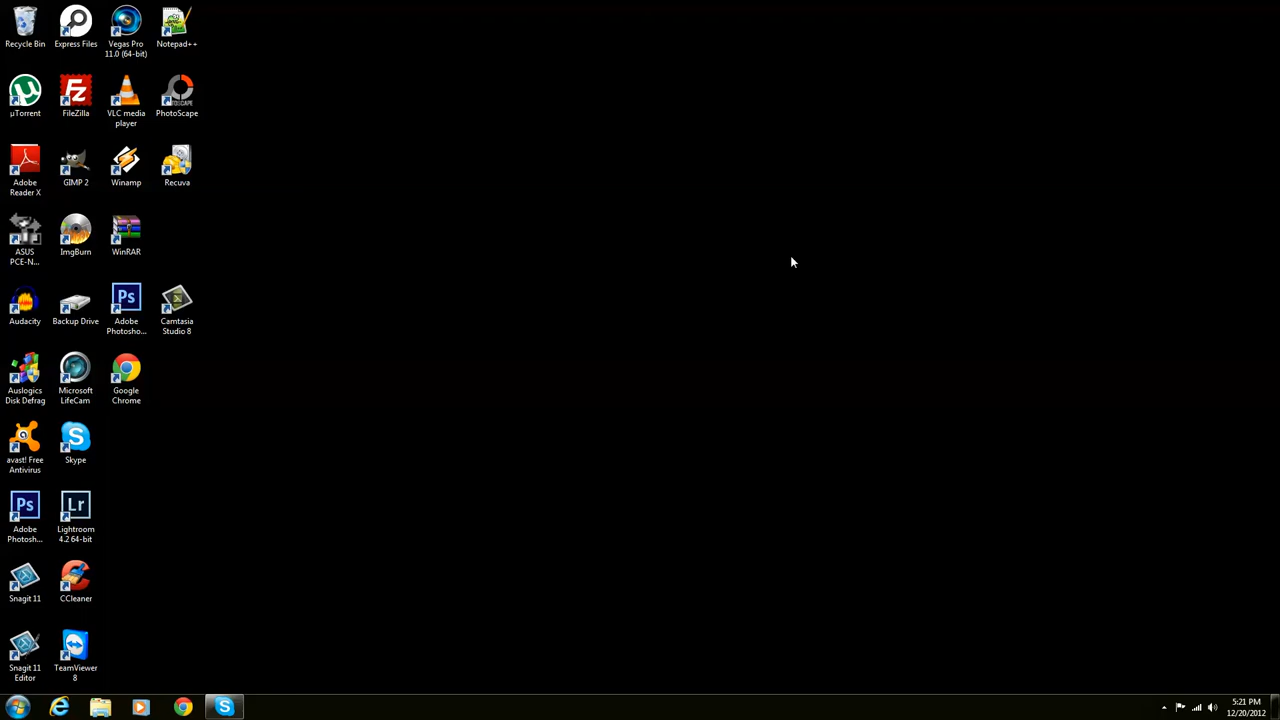 Recycle Bin
Express Files
Vegas Pro
11.0 (64-bit)
Notepad++
µTorrent
FileZilla
VLC media
player
PhotoScape
Adobe
Reader X
GIMP 2
Winamp
Recuva
ASUS
PCE-N...
ImgBurn
WinRAR
Audacity
Backup Drive
Ps
Adobe
Photosho...
Camtasia
Studio 8
Auslogics
Disk Defrag
Microsoft
LifeCam
Google
Chrome
avast! Free
Antivirus
Skype
Ps
Adobe
Photosh...
Lr
Lightroom
4.2 64-bit
Snagit 11
CCleaner
Snagit 11
Editor
TeamViewer
8
5:21 PM
12/20/2012